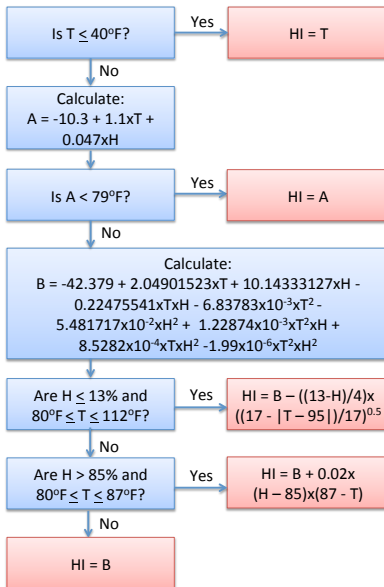 Is T ≤ 40ºF?
Yes
HI = T
No
Calculate:
A = -10.3 + 1.1xT +
0.047xH
Is A < 79ºF?
Yes
HI = A
No
Calculate:
B = -42.379 + 2.04901523xT + 10.14333127xH -
0.22475541xTxH - 6.83783x10⁻³xT² -
5.481717x10⁻²xH² + 1.22874x10⁻³xT²xH +
8.5282x10⁻⁴xTxH² -1.99x10⁻⁶xT²xH²
Are H ≤ 13% and
80ºF ≤ T ≤ 112ºF?
Yes
HI = B – ((13-H)/4)x
((17 - |T – 95|)/17)⁰·⁵
No
Are H > 85% and
80ºF ≤ T ≤ 87ºF?
Yes
HI = B + 0.02x
(H – 85)x(87 - T)
No
HI = B